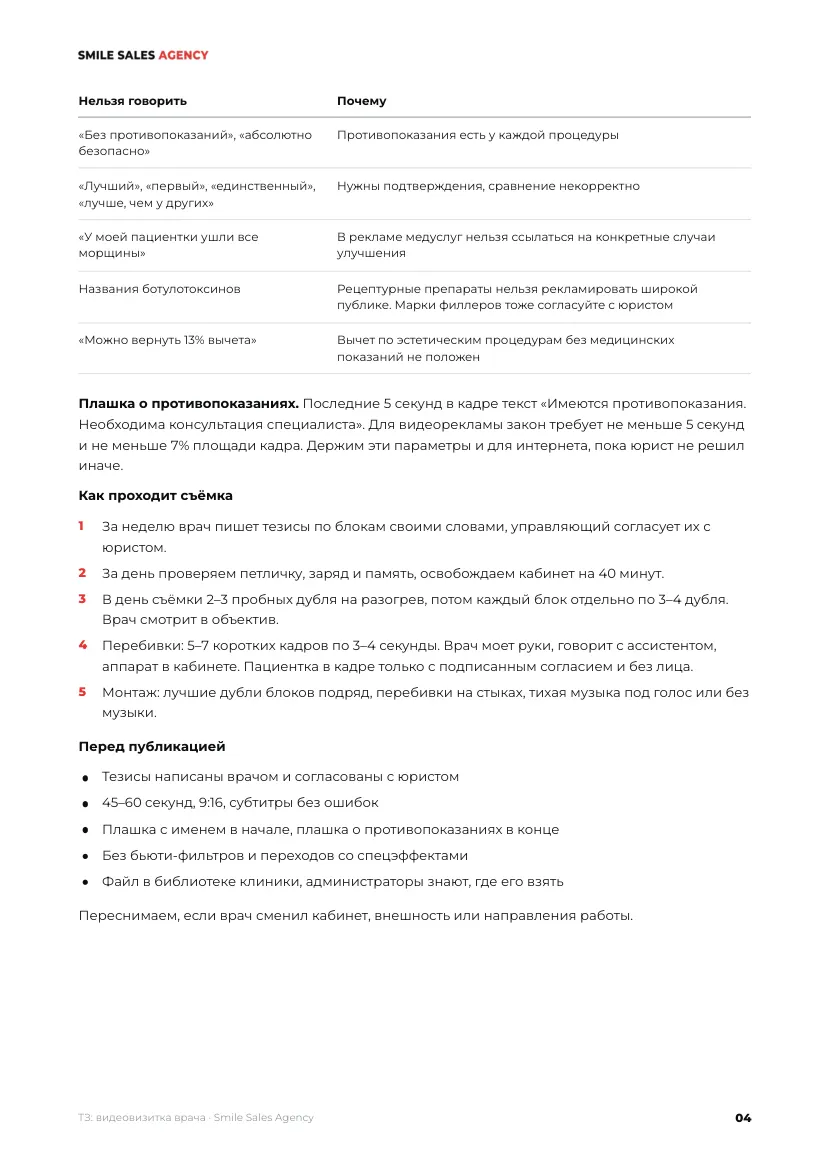 SMILE SALES AGENCY
Нельзя говорить Почему
«Без противопоказаний», «абсолютно безопасно» Противопоказания есть у каждой процедуры
«Лучший», «первый», «единственный», «лучше, чем у других» Нужны подтверждения, сравнение некорректно
«У моей пациентки ушли все морщины» В рекламе медуслуг нельзя ссылаться на конкретные случаи улучшения
Названия ботулотоксинов Рецептурные препараты нельзя рекламировать широкой публике. Марки филлеров тоже согласуйте с юристом
«Можно вернуть 13% вычета» Вычет по эстетическим процедурам без медицинских показаний не положен
Плашка о противопоказаниях. Последние 5 секунд в кадре текст «Имеются противопоказания.
Необходима консультация специалиста». Для видеорекламы закон требует не меньше 5 секунд
и не меньше 7% площади кадра. Держим эти параметры и для интернета, пока юрист не решил
иначе.
Как проходит съёмка
1 За неделю врач пишет тезисы по блокам своими словами, управляющий согласует их с
юристом.
2 За день проверяем петличку, заряд и память, освобождаем кабинет на 40 минут.
3 В день съёмки 2–3 пробных дубля на разогрев, потом каждый блок отдельно по 3–4 дубля.
Врач смотрит в объектив.
4 Перебивки: 5–7 коротких кадров по 3–4 секунды. Врач моет руки, говорит с ассистентом,
аппарат в кабинете. Пациентка в кадре только с подписанным согласием и без лица.
5 Монтаж: лучшие дубли блоков подряд, перебивки на стыках, тихая музыка под голос или без
музыки.
Перед публикацией
• Тезисы написаны врачом и согласованы с юристом
• 45–60 секунд, 9:16, субтитры без ошибок
• Плашка с именем в начале, плашка о противопоказаниях в конце
• Без бьюти-фильтров и переходов со спецэффектами
• Файл в библиотеке клиники, администраторы знают, где его взять
Переснимаем, если врач сменил кабинет, внешность или направления работы.
ТЗ: видеовизитка врача · Smile Sales Agency 04